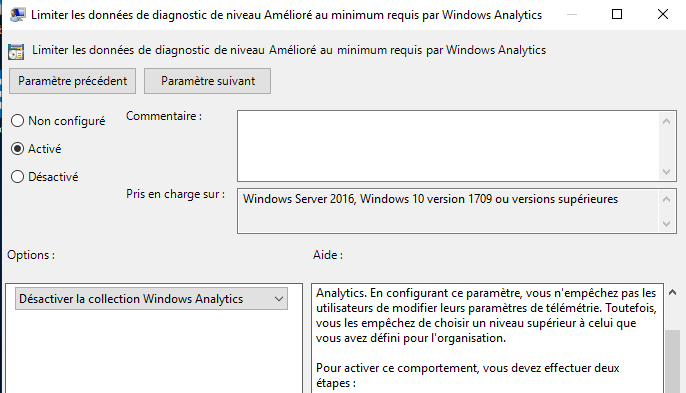 Limiter les données de diagnostic de niveau Amélioré au minimum requis par Windows Analytics
Limiter les données de diagnostic de niveau Amélioré au minimum requis par Windows Analytics
Paramètre précédent
Paramètre suivant
Non configuré
Commentaire :
Activé
Désactivé
Pris en charge sur :
Windows Server 2016, Windows 10 version 1709 ou versions supérieures
Options :
Aide :
Désactiver la collection Windows Analytics
Analytics. En configurant ce paramètre, vous n'empêchez pas les
utilisateurs de modifier leurs paramètres de télémétrie. Toutefois,
vous les empêchez de choisir un niveau supérieur à celui que
vous avez défini pour l'organisation.
Pour activer ce comportement, vous devez effectuer deux
étapes :